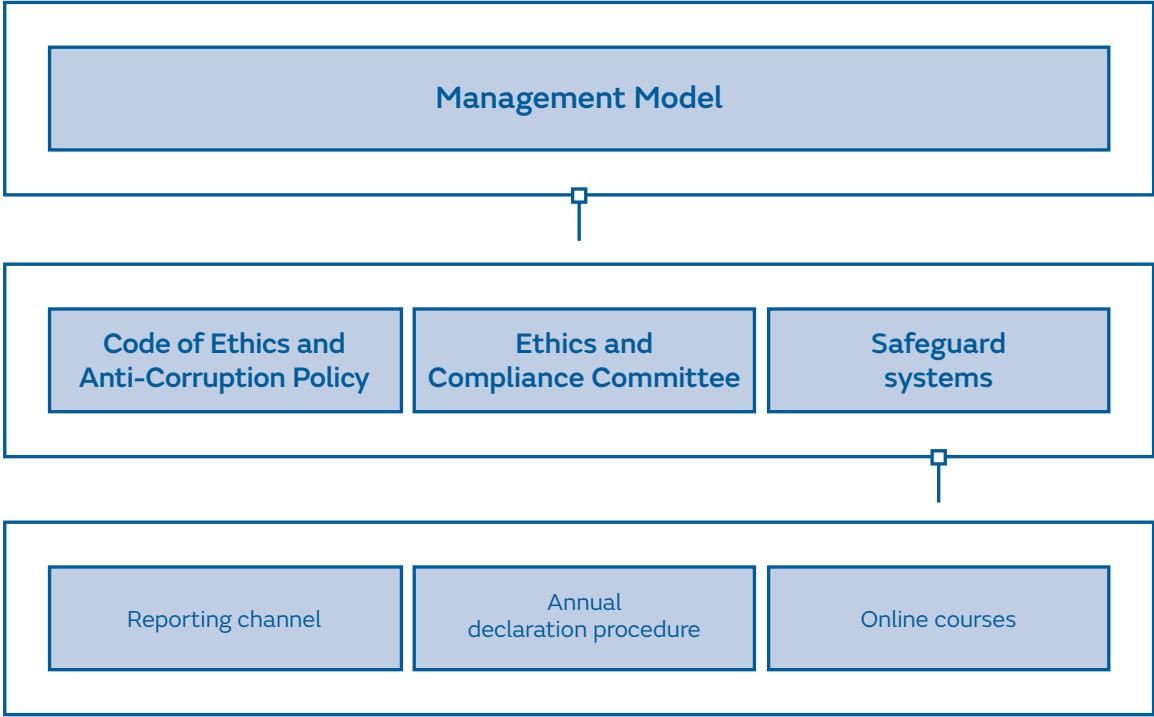 Management Model
Code of Ethics and
Anti-Corruption Policy
Ethics and
Compliance Committee
Safeguard
systems
Reporting channel
Annual
declaration procedure
Online courses